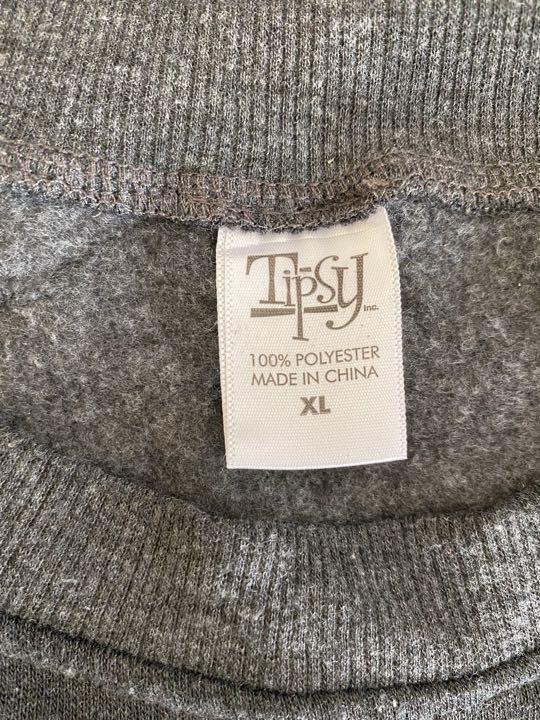 Tipsy Inc.
100% POLYESTER
MADE IN CHINA
XL